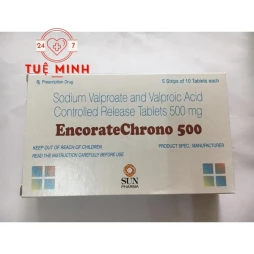 24 7
TUỆ MINH
Rx Prescription Drug
5 Strips of 10 Tablets each
Sodium Valproate and Valproic Acid
Controlled Release Tablets 500 mg
EncorateChrono 500
KEEP OUT OF REACH OF CHILDREN
READ THE INSTRUCTION CAREFULLY BEFORE USE
PRODUCT SPEC.: MANUFACTURER
SUN
PHARMA